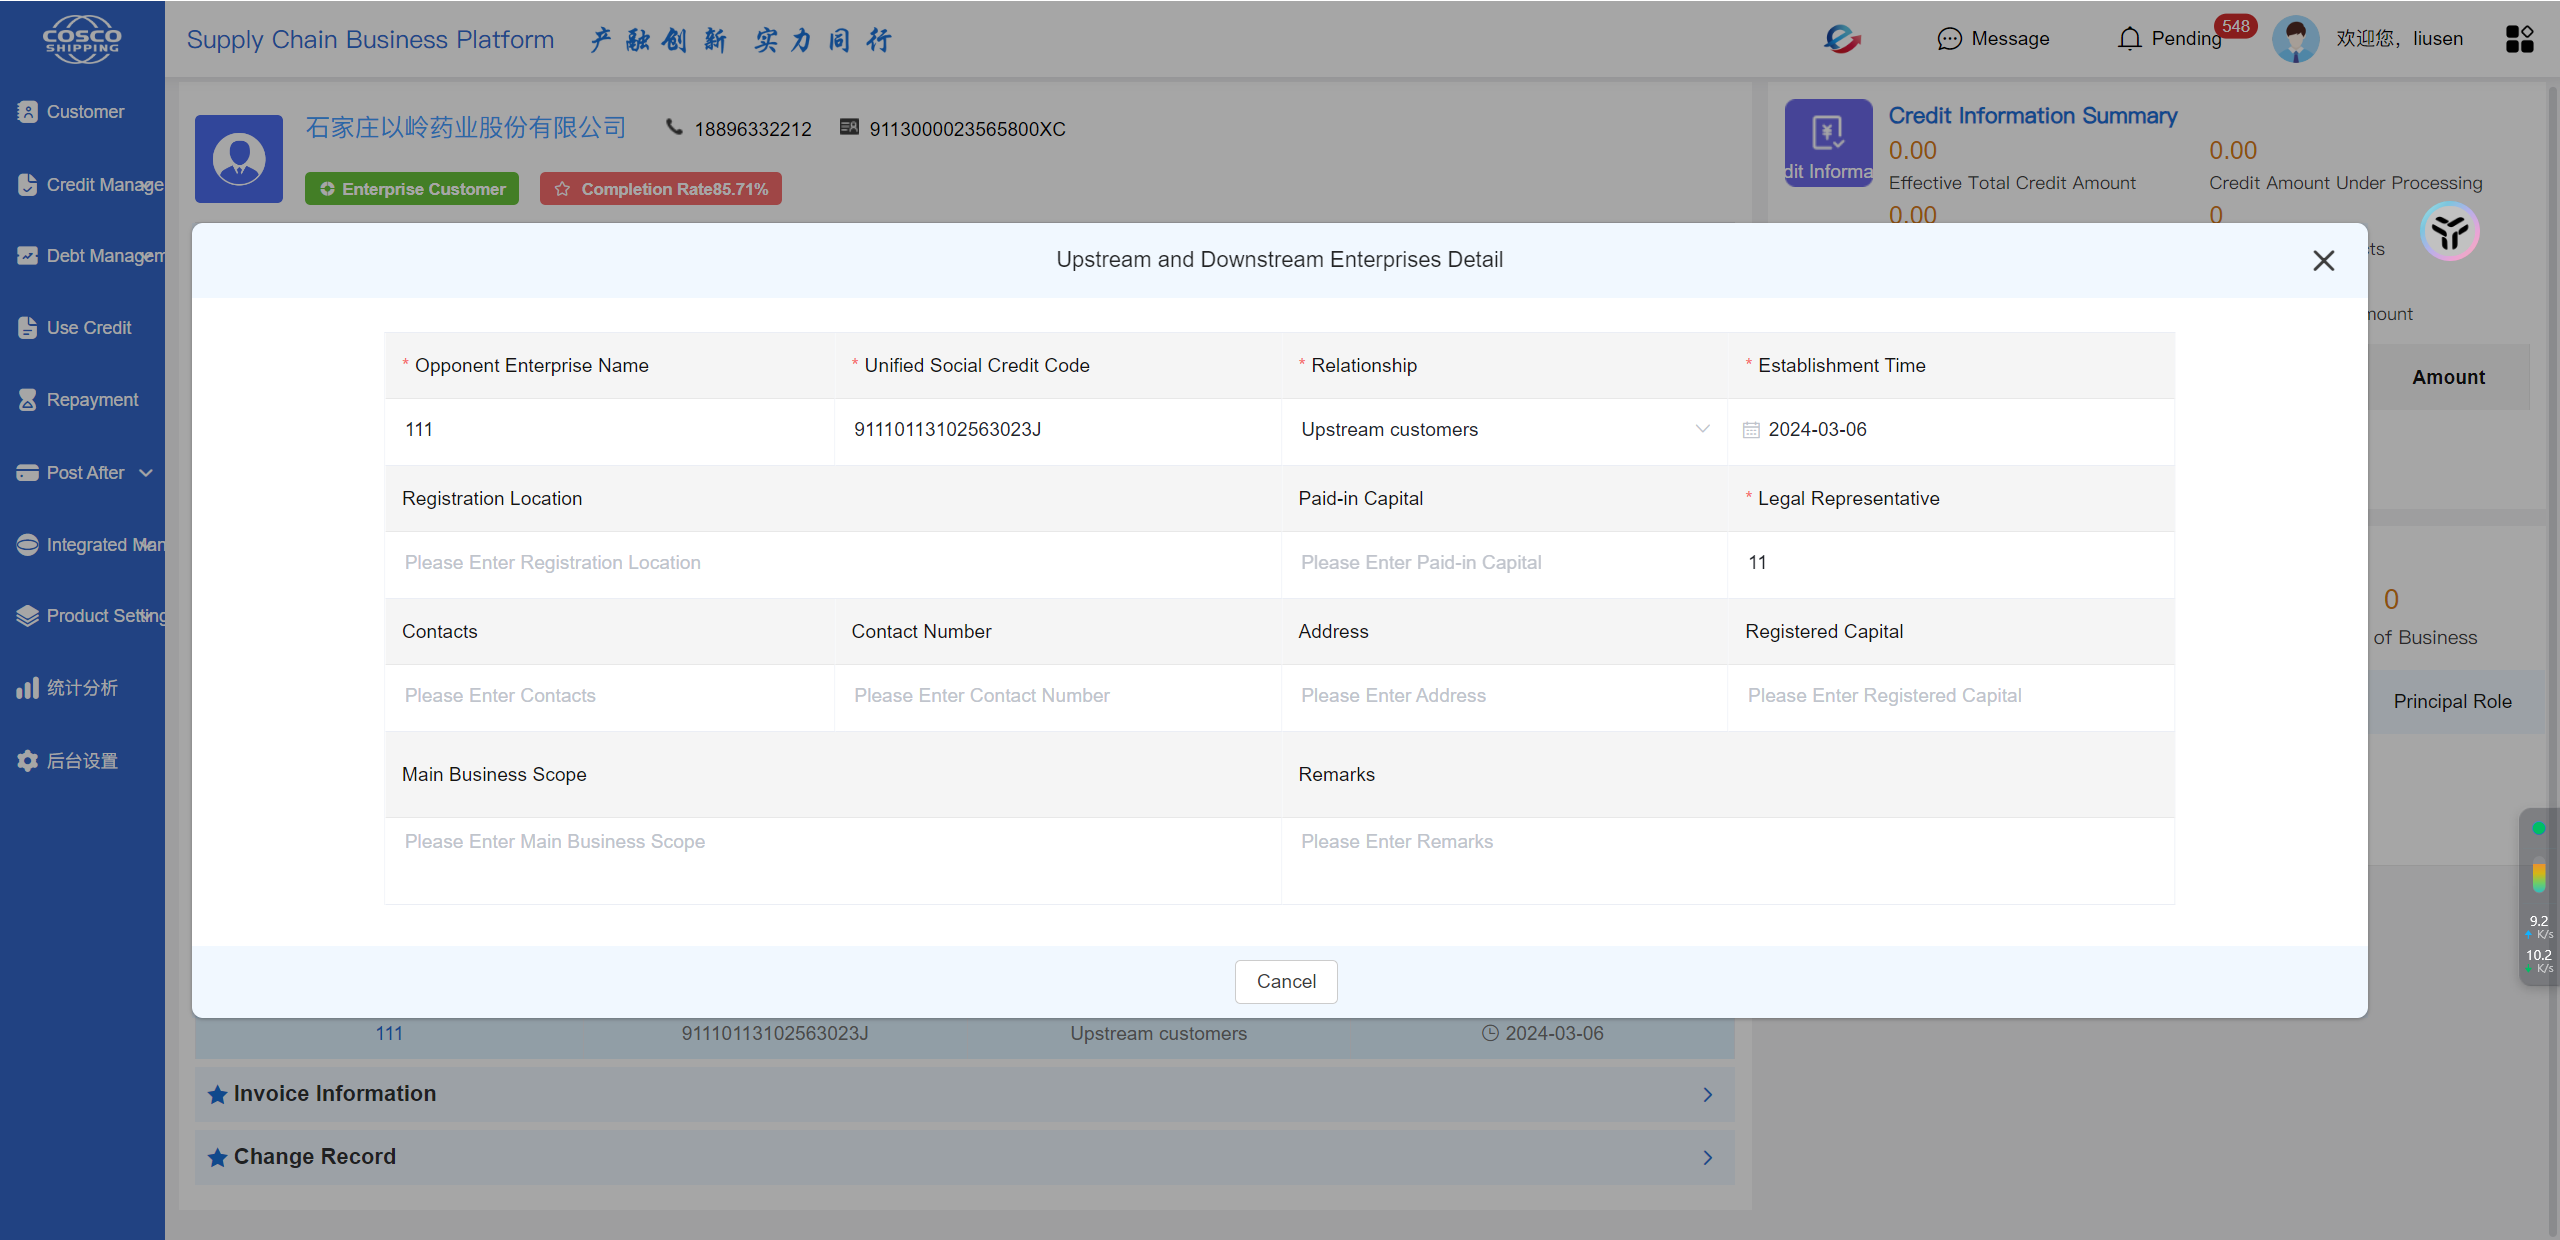 COSCO
SHIPPING
Supply Chain Business Platform
产融创新 实力同行
Message
Pending
548
欢迎您，liusen
Customer
Credit Manage
Debt Managem
Use Credit
Repayment
Post After
Integrated Man
Product Setting
统计分析
后台设置
石家庄以岭药业股份有限公司
18896332212
9113000023565800XC
Enterprise Customer
Completion Rate85.71%
dit Informa
Credit Information Summary
0.00
0.00
Effective Total Credit Amount
Credit Amount Under Processing
0.00
0
ts
mount
Amount
0
of Business
Principal Role
Upstream and Downstream Enterprises Detail
* Opponent Enterprise Name
* Unified Social Credit Code
* Relationship
* Establishment Time
111
91110113102563023J
Upstream customers
2024-03-06
Registration Location
Paid-in Capital
* Legal Representative
Please Enter Registration Location
Please Enter Paid-in Capital
11
Contacts
Contact Number
Address
Registered Capital
Please Enter Contacts
Please Enter Contact Number
Please Enter Address
Please Enter Registered Capital
Main Business Scope
Remarks
Please Enter Main Business Scope
Please Enter Remarks
Cancel
111
91110113102563023J
Upstream customers
2024-03-06
Invoice Information
Change Record
9.2
K/s
10.2
K/s